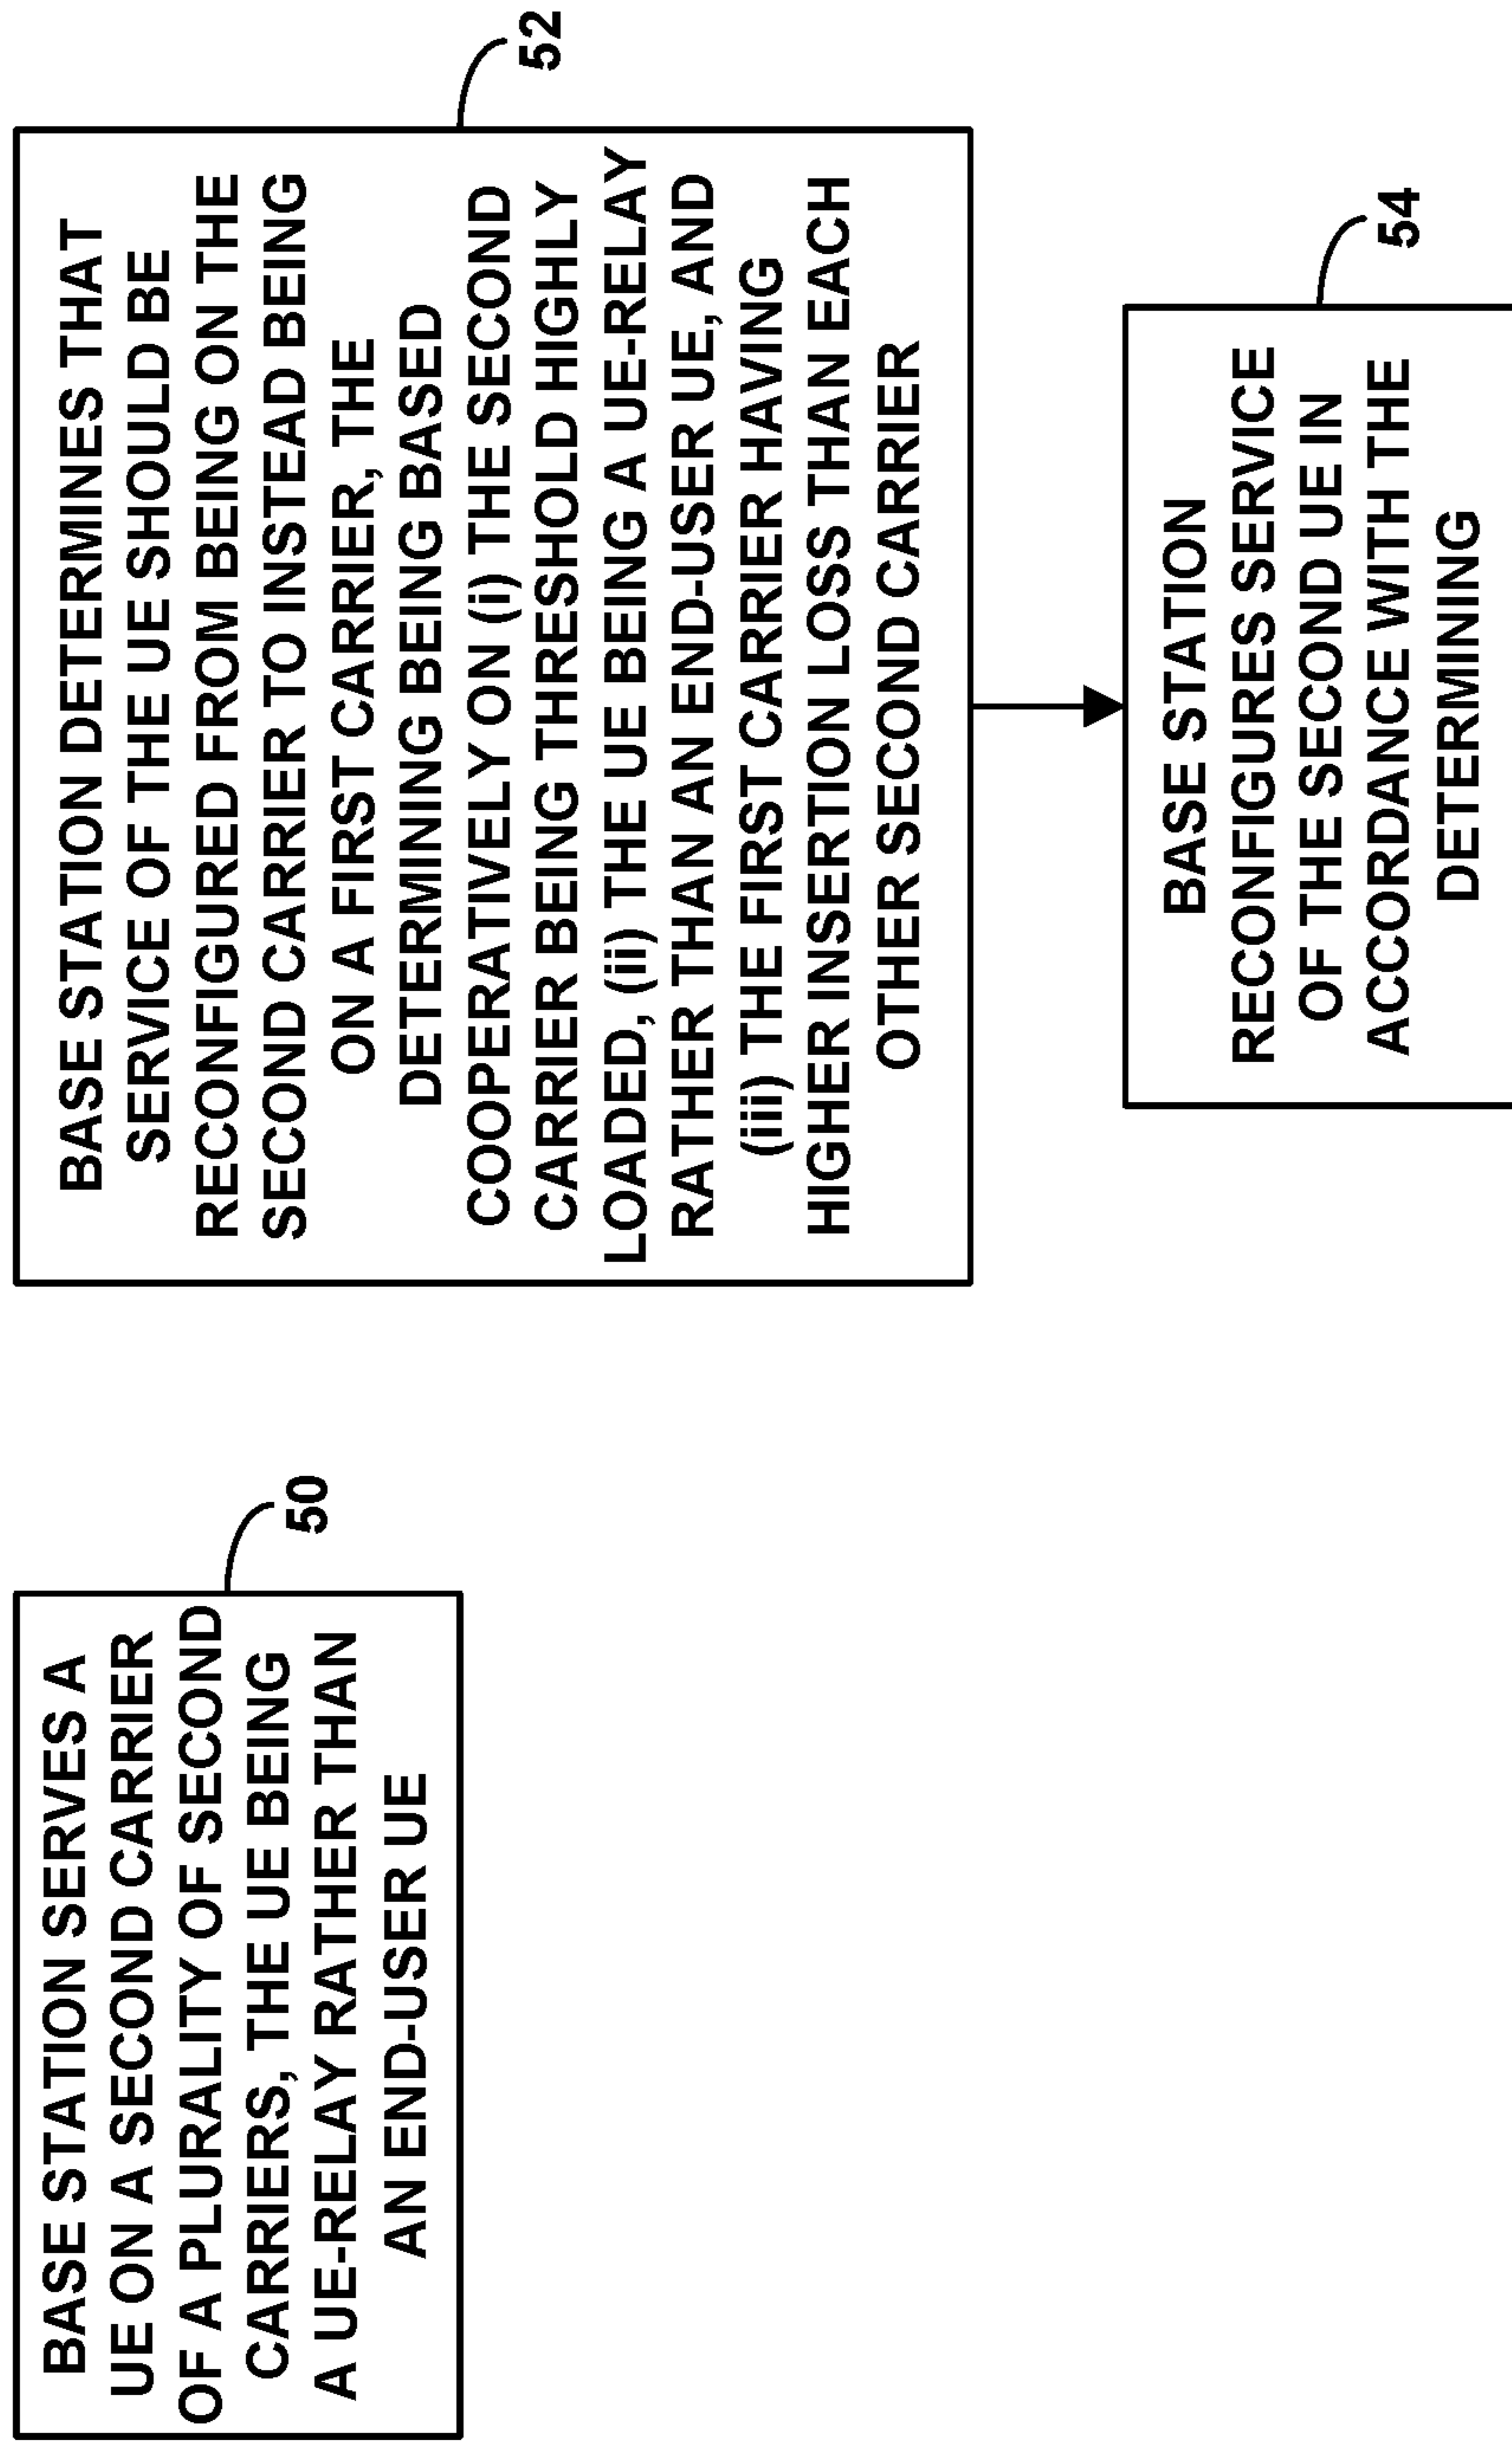 BASE STATION SERVES A
UE ON A SECOND CARRIER
OF A PLURALITY OF SECOND
CARRIERS, THE UE BEING
A UE-RELAY RATHER THAN
AN END-USER UE
50
BASE STATION DETERMINES THAT
SERVICE OF THE UE SHOULD BE
RECONFIGURED FROM BEING ON THE
SECOND CARRIER TO INSTEAD BEING
ON A FIRST CARRIER, THE
DETERMINING BEING BASED
COOPERATIVELY ON (i) THE SECOND
CARRIER BEING THRESHOLD HIGHLY
LOADED, (ii) THE UE BEING A UE-RELAY
RATHER THAN AN END-USER UE, AND
(iii) THE FIRST CARRIER HAVING
HIGHER INSERTION LOSS THAN EACH
OTHER SECOND CARRIER
52
BASE STATION
RECONFIGURES SERVICE
OF THE SECOND UE IN
ACCORDANCE WITH THE
DETERMINING
54